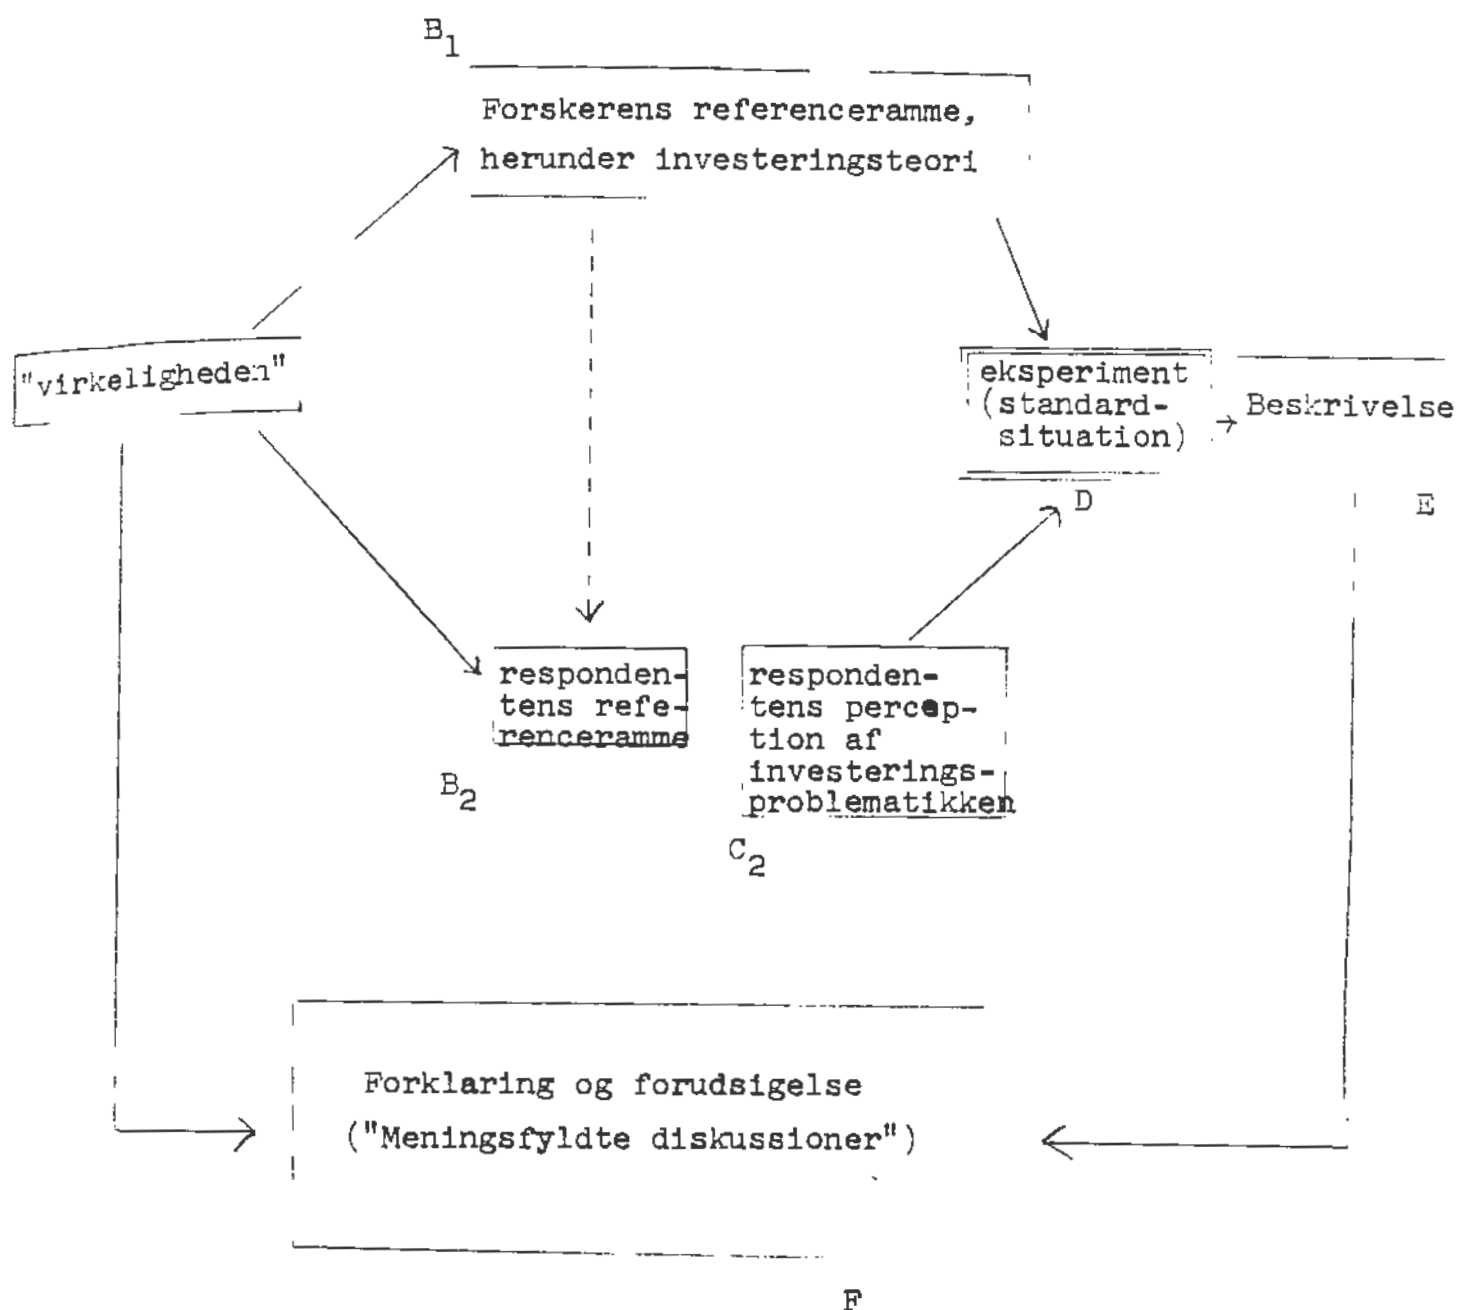 B1
Forskerens referenceramme,
herunder investeringsteori
"virkeligheden"
eksperiment
(standard-
situation)
D
Beskrivelse
E
responden-
tens refe-
renceramme
B2
responden-
tens percep-
tion af
investerings-
problematikken
C2
Forklaring og forudsigelse
("Meningsfyldte diskussioner")
F